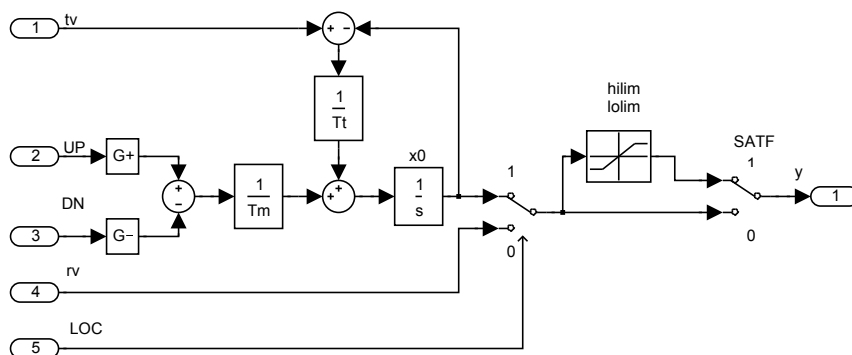 1
tv
+ −
1
Tt
hilim
lolim
2
UP
G+
x0
SATF
1
1
+
−
1
Tm
+ +
1
s
y
1
DN
3
G−
0
0
rv
4
LOC
5